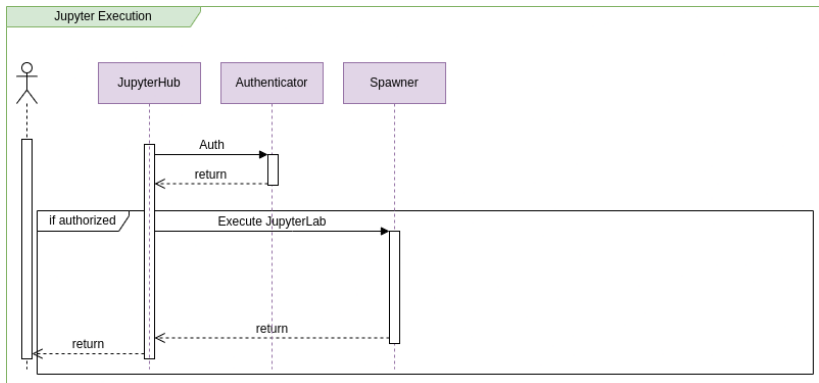 Jupyter Execution
JupyterHub
Authenticator
Spawner
Auth
return
if authorized
Execute JupyterLab
return
return